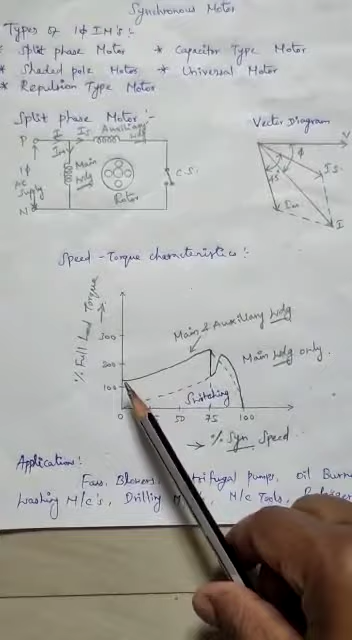 Synchronous Motor
Types of 1ϕ IM's :-
* Split phase Motor * Capacitor Type Motor
* Shaded pole Motor * Universal Motor
* Repulsion Type Motor
Split phase Motor :-
Vector Diagram
P I Is Auxiliary Wdg
Im
1ϕ AC Supply
Main Wdg
Rotor
C.S.
N
V
ϕ
Is
Im
I
Speed - Torque characteristics :-
% Full Load Torque
300
200
100
0 50 75 100
Main & Auxiliary Wdg
Main Wdg only.
Switching
→ % Syn. Speed
Applications:
Fans, Blowers, Pumps, Oil
Washing M/c's, Drilling M/c Tools,